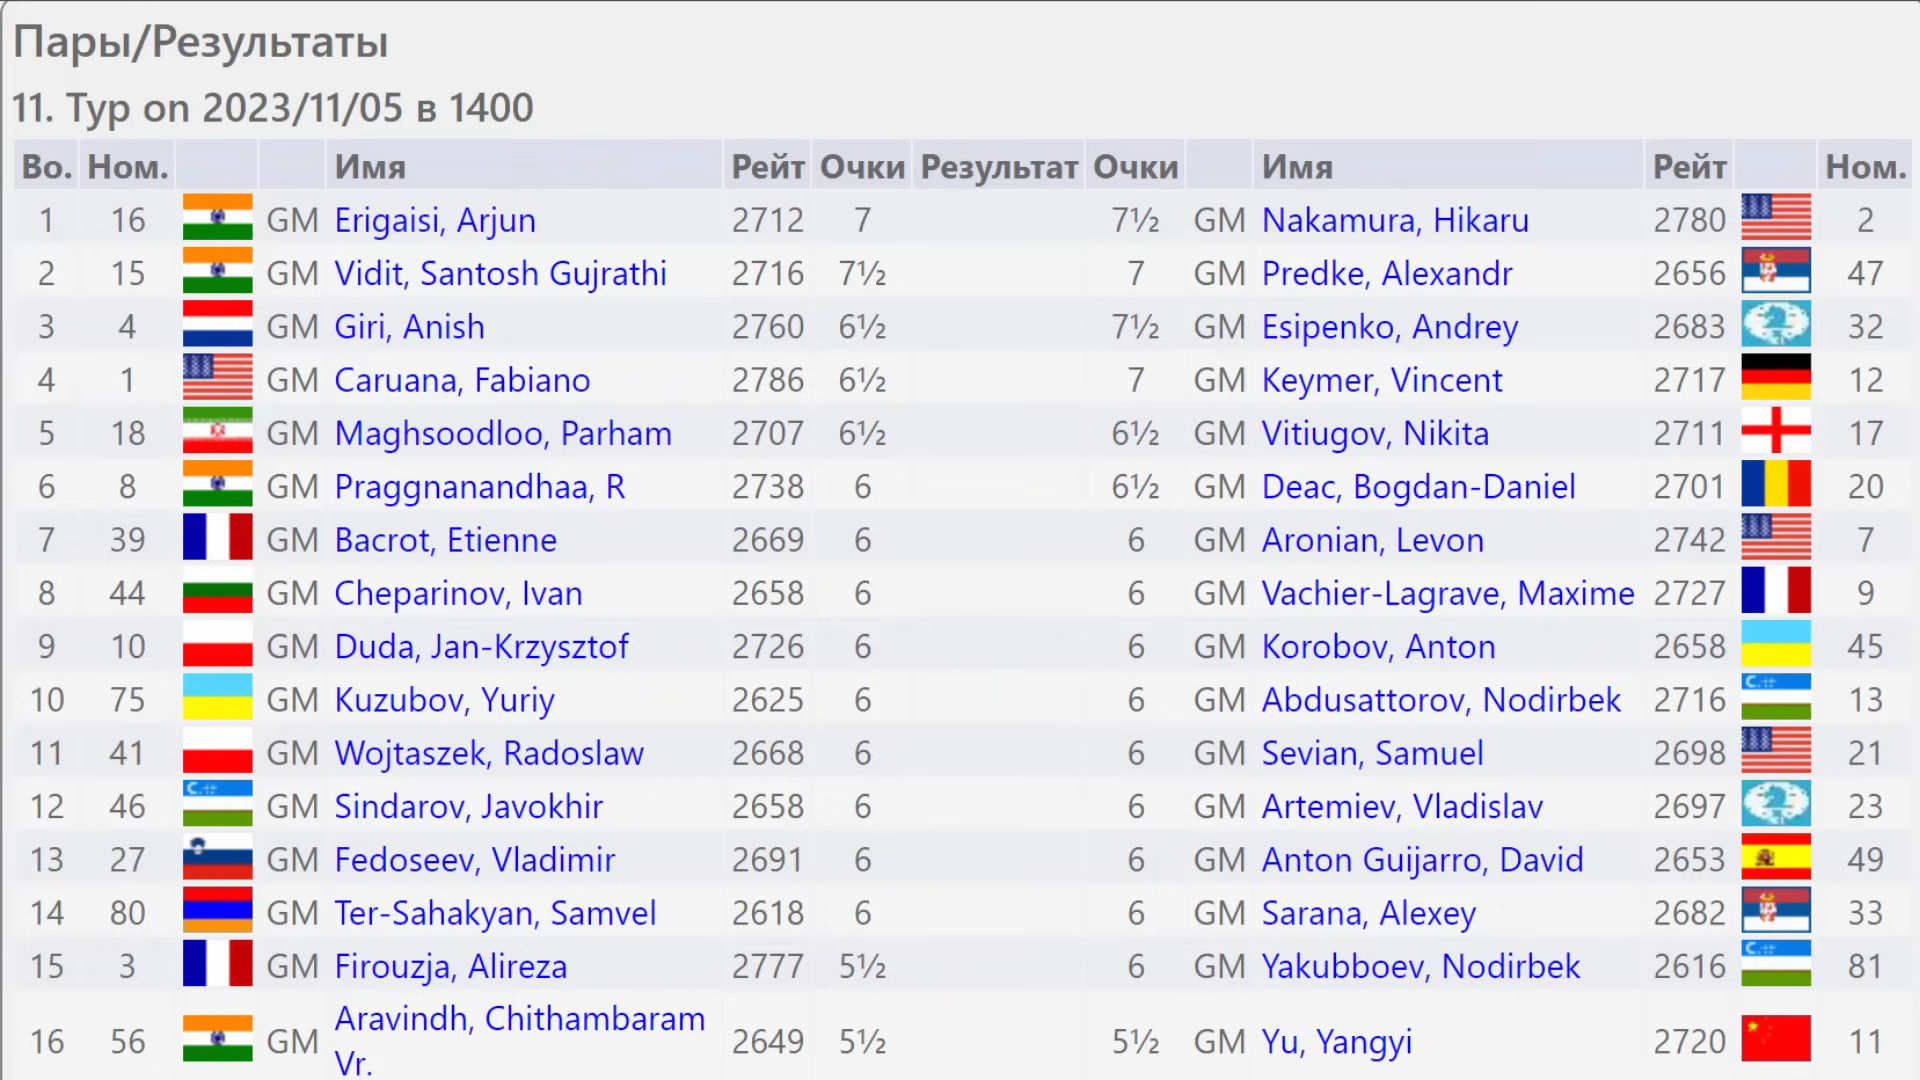 Пары/Результаты
11. Тур on 2023/11/05 в 1400
Bo. Ном. Имя Рейт Очки Результат Очки Имя Рейт Ном.
1 16 GM Erigaisi, Arjun 2712 7 7½ GM Nakamura, Hikaru 2780 2
2 15 GM Vidit, Santosh Gujrathi 2716 7½ 7 GM Predke, Alexandr 2656 47
3 4 GM Giri, Anish 2760 6½ 7½ GM Esipenko, Andrey 2683 32
4 1 GM Caruana, Fabiano 2786 6½ 7 GM Keymer, Vincent 2717 12
5 18 GM Maghsoodloo, Parham 2707 6½ 6½ GM Vitiugov, Nikita 2711 17
6 8 GM Praggnanandhaa, R 2738 6 6½ GM Deac, Bogdan-Daniel 2701 20
7 39 GM Bacrot, Etienne 2669 6 6 GM Aronian, Levon 2742 7
8 44 GM Cheparinov, Ivan 2658 6 6 GM Vachier-Lagrave, Maxime 2727 9
9 10 GM Duda, Jan-Krzysztof 2726 6 6 GM Korobov, Anton 2658 45
10 75 GM Kuzubov, Yuriy 2625 6 6 GM Abdusattorov, Nodirbek 2716 13
11 41 GM Wojtaszek, Radoslaw 2668 6 6 GM Sevian, Samuel 2698 21
12 46 GM Sindarov, Javokhir 2658 6 6 GM Artemiev, Vladislav 2697 23
13 27 GM Fedoseev, Vladimir 2691 6 6 GM Anton Guijarro, David 2653 49
14 80 GM Ter-Sahakyan, Samvel 2618 6 6 GM Sarana, Alexey 2682 33
15 3 GM Firouzja, Alireza 2777 5½ 6 GM Yakubboev, Nodirbek 2616 81
16 56 GM Aravindh, Chithambaram Vr. 2649 5½ 5½ GM Yu, Yangyi 2720 11